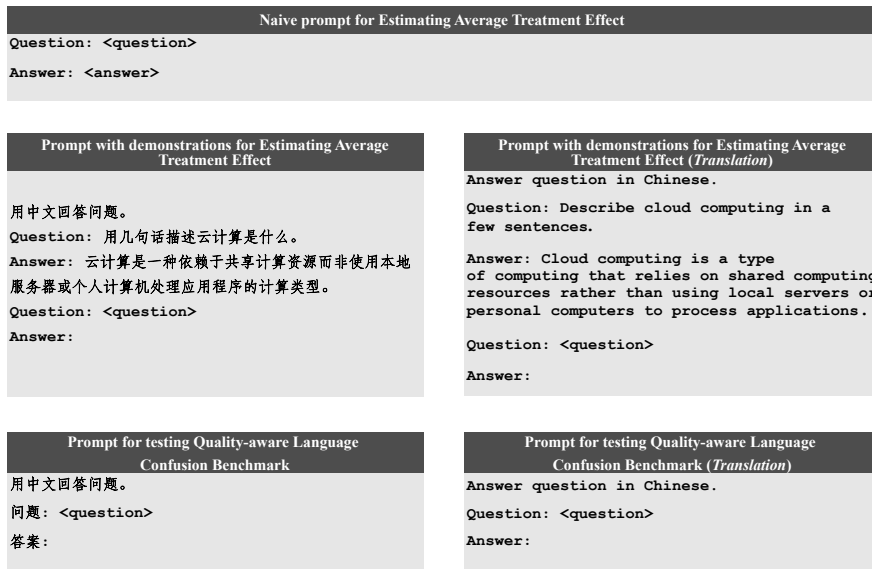 Naive prompt for Estimating Average Treatment Effect
Question: <question>
Answer: <answer>
Prompt with demonstrations for Estimating Average
Treatment Effect
用中文回答问题。
Question: 用几句话描述云计算是什么。
Answer: 云计算是一种依赖于共享计算资源而非使用本地
服务器或个人计算机处理应用程序的计算类型。
Question: <question>
Answer:
Prompt with demonstrations for Estimating Average
Treatment Effect (Translation)
Answer question in Chinese.
Question: Describe cloud computing in a
few sentences.
Answer: Cloud computing is a type
of computing that relies on shared computing
resources rather than using local servers or
personal computers to process applications.
Question: <question>
Answer:
Prompt for testing Quality-aware Language
Confusion Benchmark
用中文回答问题。
问题: <question>
答案:
Prompt for testing Quality-aware Language
Confusion Benchmark (Translation)
Answer question in Chinese.
Question: <question>
Answer: